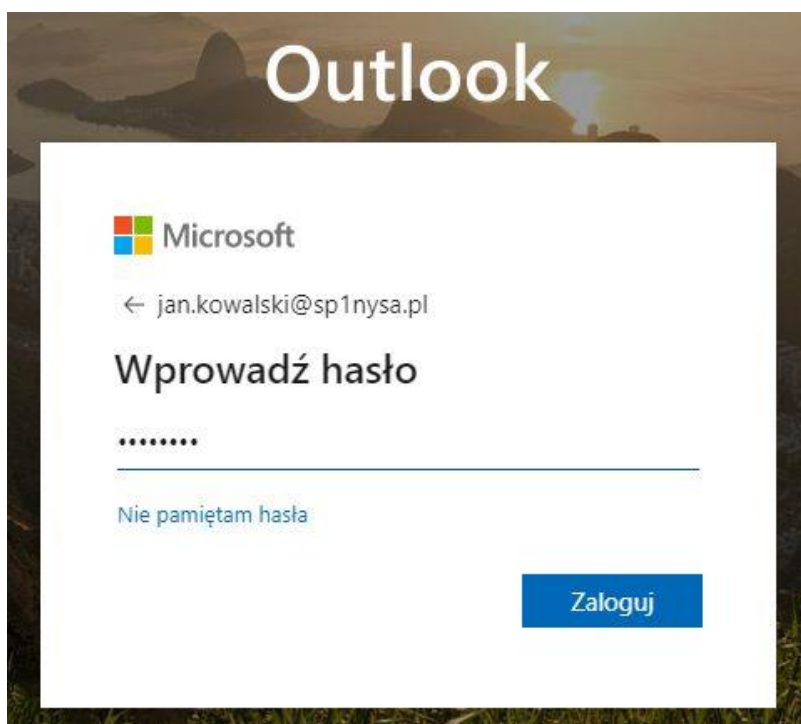 Outlook
Microsoft
← jan.kowalski@sp1nysa.pl
Wprowadź hasło
••••••••
Nie pamiętam hasła
Zaloguj